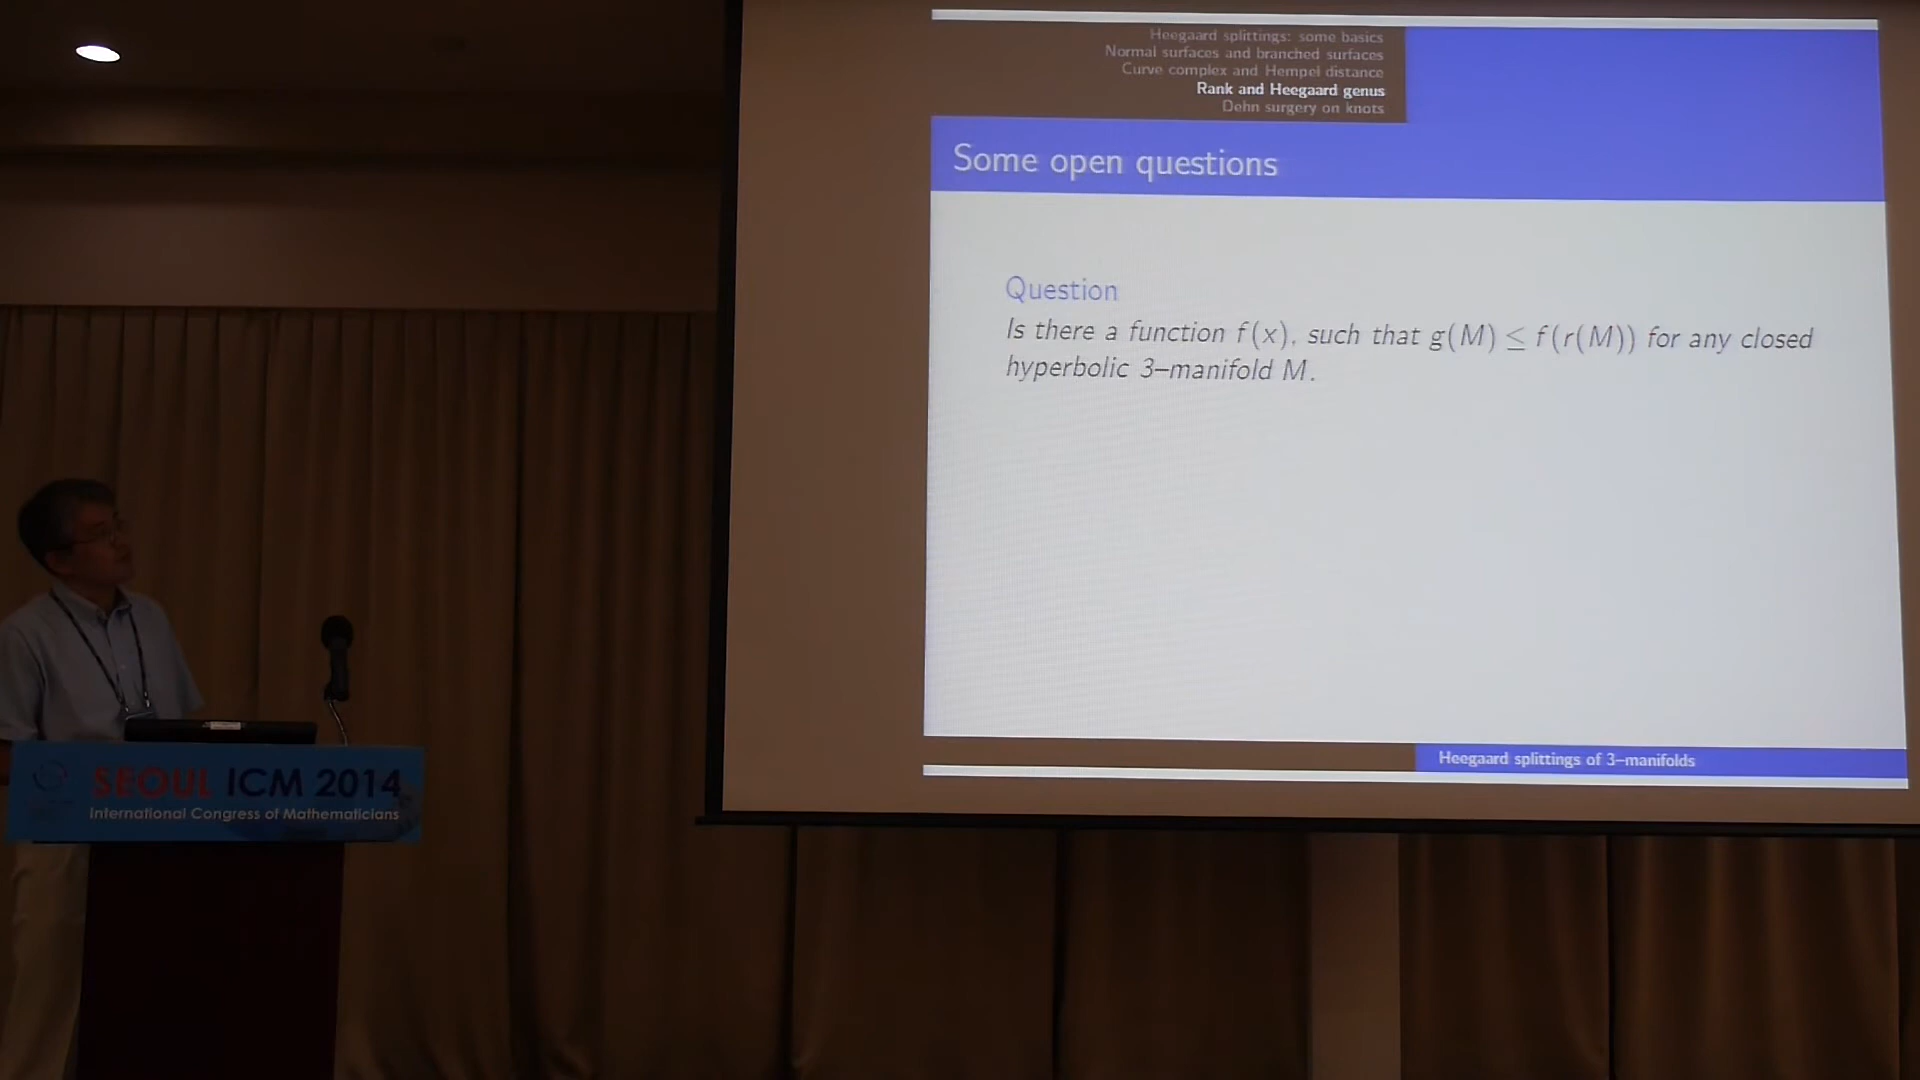 Heegaard splittings: some basics
Normal surfaces and branched surfaces
Curve complex and Hempel distance
Rank and Heegaard genus
Dehn surgery on knots
Some open questions
Question
Is there a function f(x), such that g(M) ≤ f(r(M)) for any closed
hyperbolic 3–manifold M.
Heegaard splittings of 3–manifolds
SEOUL ICM 2014
International Congress of Mathematicians